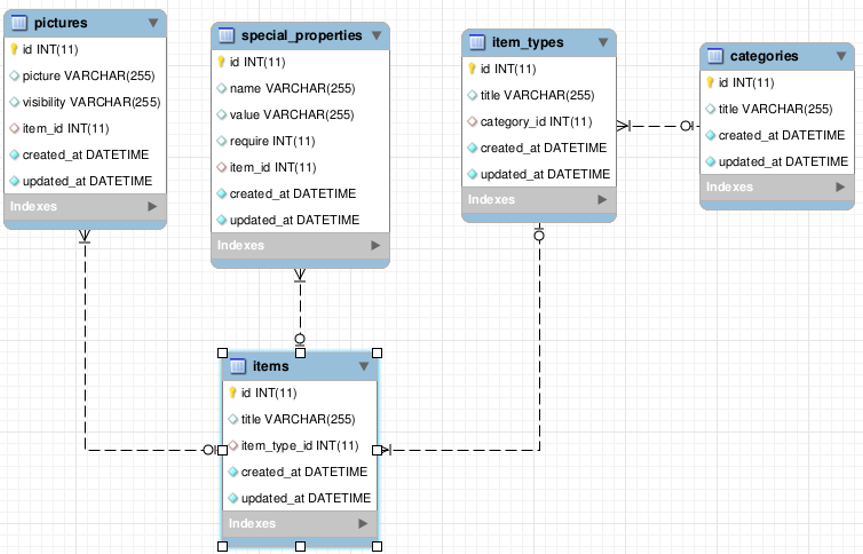 pictures
id INT(11)
picture VARCHAR(255)
visibility VARCHAR(255)
item_id INT(11)
created_at DATETIME
updated_at DATETIME
Indexes
special_properties
id INT(11)
name VARCHAR(255)
value VARCHAR(255)
require INT(11)
item_id INT(11)
created_at DATETIME
updated_at DATETIME
Indexes
item_types
id INT(11)
title VARCHAR(255)
category_id INT(11)
created_at DATETIME
updated_at DATETIME
Indexes
categories
id INT(11)
title VARCHAR(255)
created_at DATETIME
updated_at DATETIME
Indexes
items
id INT(11)
title VARCHAR(255)
item_type_id INT(11)
created_at DATETIME
updated_at DATETIME
Indexes